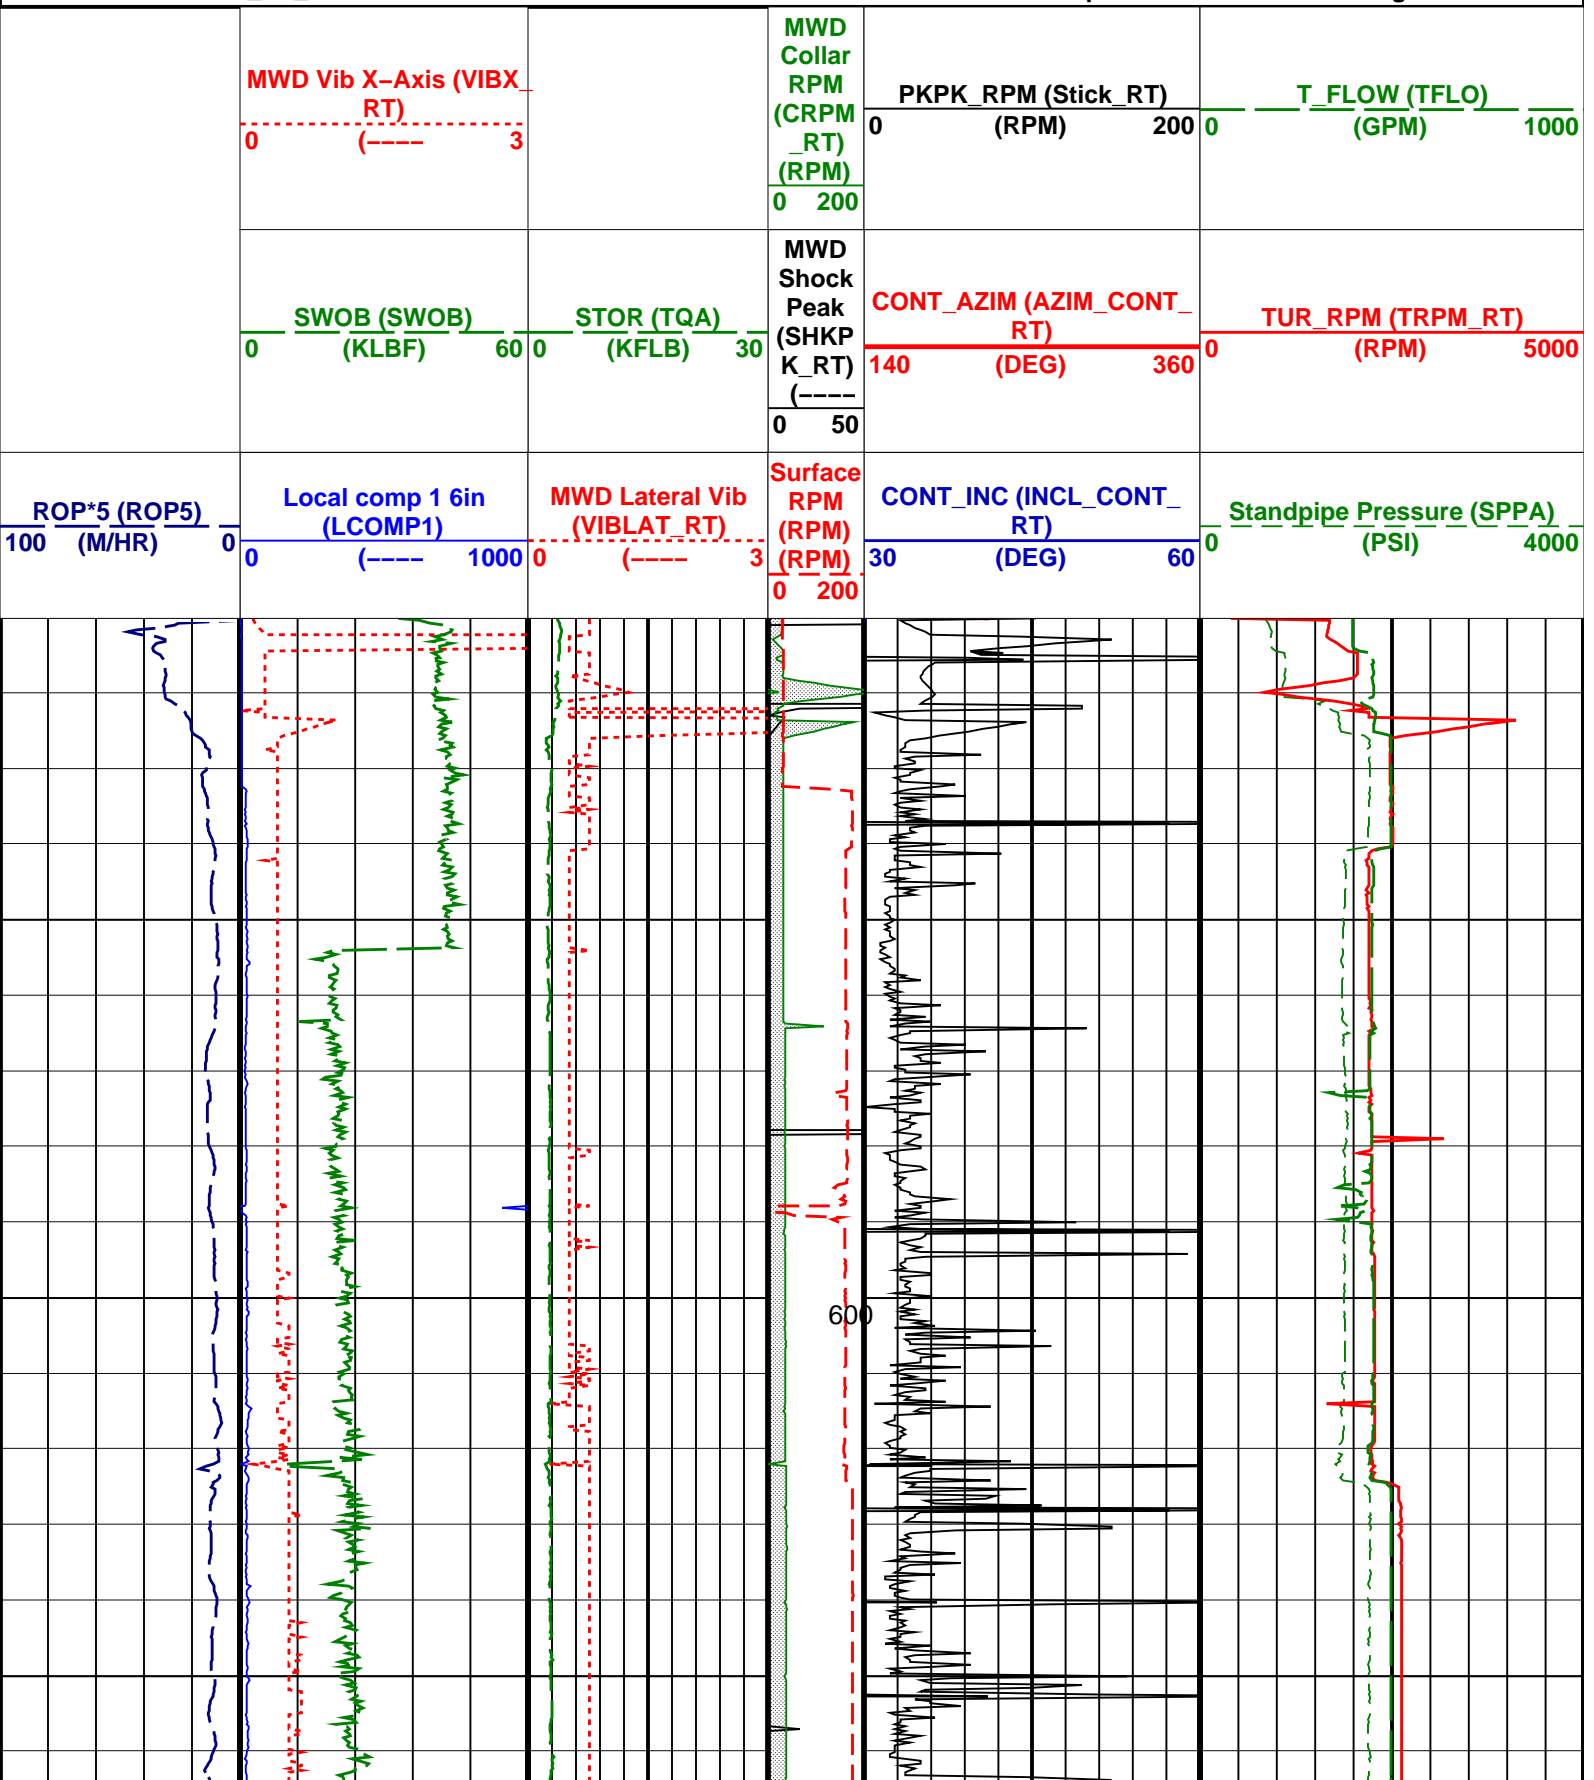 MWD
Collar
RPM
(CRPM
_RT)
(RPM)
0 200
MWD Vib X−Axis (VIBX_
RT)
0 (−−−− 3
PKPK_RPM (Stick_RT)
0 (RPM) 200
T_FLOW (TFLO)
0 (GPM) 1000
SWOB (SWOB)
0 (KLBF) 60
STOR (TQA)
0 (KFLB) 30
MWD
Shock
Peak
(SHKP
K_RT)
(−−−−
0 50
CONT_AZIM (AZIM_CONT_
RT)
140 (DEG) 360
TUR_RPM (TRPM_RT)
0 (RPM) 5000
ROP*5 (ROP5)
100 (M/HR) 0
Local comp 1 6in
(LCOMP1)
0 (−−−− 1000
MWD Lateral Vib
(VIBLAT_RT)
0 (−−−− 3
Surface
RPM
(RPM)
(RPM)
0 200
CONT_INC (INCL_CONT_
RT)
30 (DEG) 60
Standpipe Pressure (SPPA)
0 (PSI) 4000
600